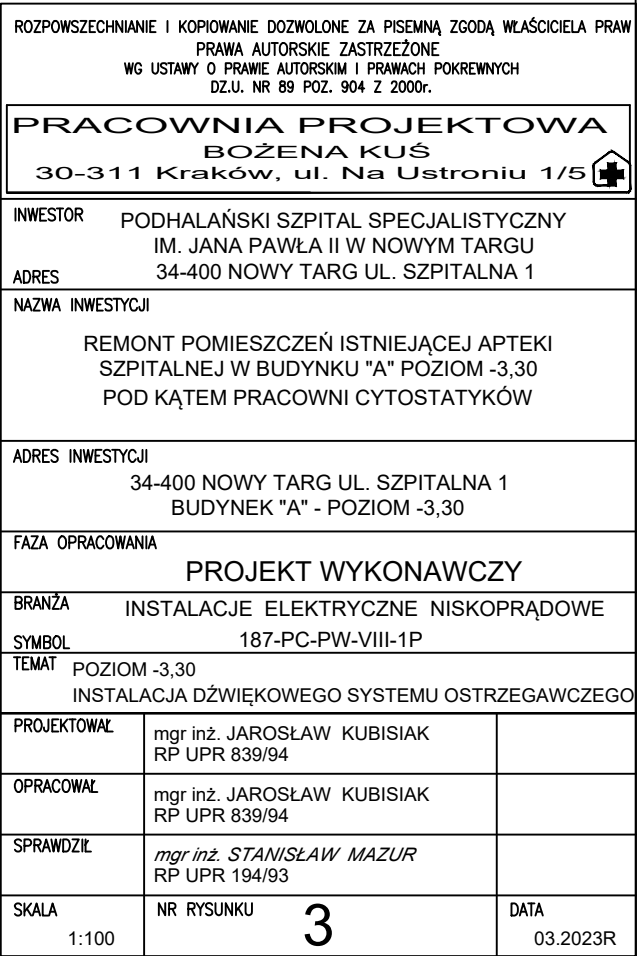 ROZPOWSZECHNIANIE I KOPIOWANIE DOZWOLONE ZA PISEMNĄ ZGODĄ WŁAŚCICIELA PRAW
PRAWA AUTORSKIE ZASTRZEŻONE
WG USTAWY O PRAWIE AUTORSKIM I PRAWACH POKREWNYCH
DZ.U. NR 89 POZ. 904 Z 2000r.
PRACOWNIA PROJEKTOWA
BOŻENA KUŚ
30-311 Kraków, ul. Na Ustroniu 1/5
INWESTOR
PODHALAŃSKI SZPITAL SPECJALISTYCZNY
IM. JANA PAWŁA II W NOWYM TARGU
ADRES 34-400 NOWY TARG UL. SZPITALNA 1
NAZWA INWESTYCJI
REMONT POMIESZCZEŃ ISTNIEJĄCEJ APTEKI
SZPITALNEJ W BUDYNKU "A" POZIOM -3,30
POD KĄTEM PRACOWNI CYTOSTATYKÓW
ADRES INWESTYCJI
34-400 NOWY TARG UL. SZPITALNA 1
BUDYNEK "A" - POZIOM -3,30
FAZA OPRACOWANIA
PROJEKT WYKONAWCZY
BRANŻA INSTALACJE ELEKTRYCZNE NISKOPRĄDOWE
SYMBOL 187-PC-PW-VIII-1P
TEMAT POZIOM -3,30
INSTALACJA DŹWIĘKOWEGO SYSTEMU OSTRZEGAWCZEGO
PROJEKTOWAŁ mgr inż. JAROSŁAW KUBISIAK
RP UPR 839/94
OPRACOWAŁ mgr inż. JAROSŁAW KUBISIAK
RP UPR 839/94
SPRAWDZIŁ mgr inż. STANISŁAW MAZUR
RP UPR 194/93
SKALA NR RYSUNKU 3 DATA
1:100 03.2023R